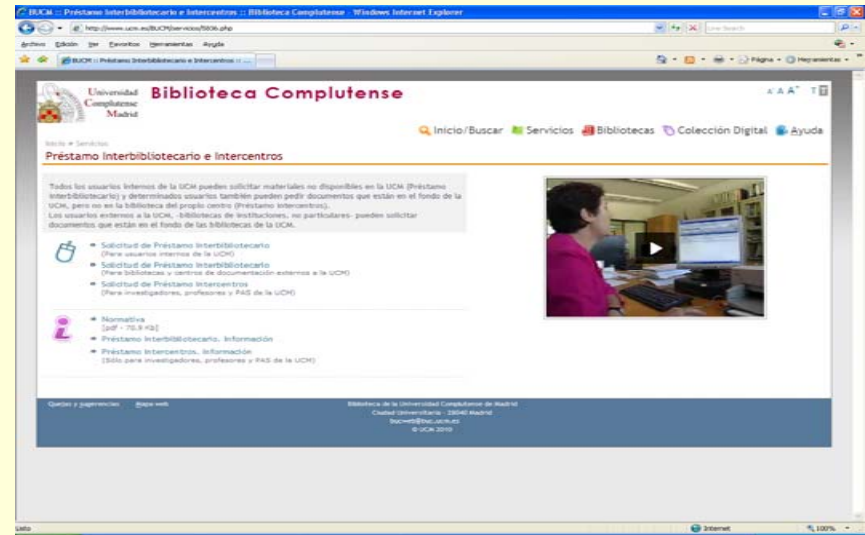 BUCM :: Préstamo Interbibliotecario e Intercentros :: Biblioteca Complutense - Windows Internet Explorer
http://www.ucm.es/BUCM/servicios/5036.php
Live Search
Archivo Edición Ver Favoritos Herramientas Ayuda
BUCM :: Préstamo Interbibliotecario e Intercentros :: ...
Página Herramientas
Universidad
Complutense
Madrid
Biblioteca Complutense
A A A+ T
Inicio/Buscar Servicios Bibliotecas Colección Digital Ayuda
Inicio Servicios
Préstamo Interbibliotecario e Intercentros
Todos los usuarios internos de la UCM pueden solicitar materiales no disponibles en la UCM (Préstamo
Interbibliotecario) y determinados usuarios también pueden pedir documentos que están en el fondo de la
UCM, pero no en la biblioteca del propio centro (Préstamo intercentros).
Los usuarios externos a la UCM, -bibliotecas de instituciones, no particulares- pueden solicitar
documentos que están en el fondo de las bibliotecas de la UCM.
Solicitud de Préstamo Interbibliotecario
(Para usuarios internos de la UCM)
Solicitud de Préstamo Interbibliotecario
(Para bibliotecas y centros de documentación externos a la UCM)
Solicitud de Préstamo Intercentros
(Para investigadores, profesores y PAS de la UCM)
Normativa
[pdf - 70.9 Kb]
Préstamo Interbibliotecario. Información
Préstamo Intercentros. Información
(Sólo para investigadores, profesores y PAS de la UCM)
Quejas y sugerencias Mapa web
Biblioteca de la Universidad Complutense de Madrid
Ciudad Universitaria - 28040 Madrid
bucweb@buc.ucm.es
© UCM 2010
Listo
Internet
100%